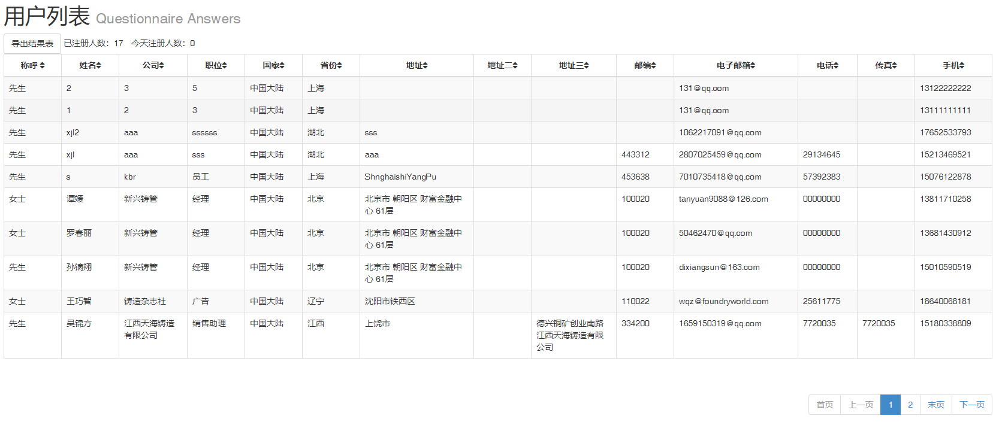 用户列表 Questionnaire Answers
导出结果表 已注册人数：17 今天注册人数：0
称呼 姓名 公司 职位 国家 省份 地址 地址二 地址三 邮编 电子邮箱 电话 传真 手机
先生 2 3 5 中国大陆 上海 131@qq.com 13122222222
先生 1 2 3 中国大陆 上海 131@qq.com 13111111111
先生 xjl2 aaa ssssss 中国大陆 湖北 sss 1062217091@qq.com 17652533793
先生 xjl aaa sss 中国大陆 湖北 aaa 443312 2807025459@qq.com 29134645 15213469521
先生 s kbr 员工 中国大陆 上海 ShnghaishiYangPu 453638 7010735418@qq.com 57392383 15076122878
女士 谭媛 新兴铸管 经理 中国大陆 北京 北京市 朝阳区 财富金融中 100020 tanyuan9088@126.com 00000000 13811710258
心 61层
女士 罗春丽 新兴铸管 经理 中国大陆 北京 北京市 朝阳区 财富金融中 100020 50462470@qq.com 00000000 13681430912
心 61层
先生 孙镝翔 新兴铸管 经理 中国大陆 北京 北京市 朝阳区 财富金融中 100020 dixiangsun@163.com 00000000 15010590519
心 61层
女士 王巧智 铸造杂志社 广告 中国大陆 辽宁 沈阳市铁西区 110022 wqz@foundryworld.com 25611775 18640068181
先生 吴锦方 江西天海铸造 销售助理 中国大陆 江西 上饶市 德兴铜矿创业南路 334200 1659150319@qq.com 7720035 7720035 15180338809
有限公司 江西天海铸造有限
公司
首页 上一页 1 2 末页 下一页